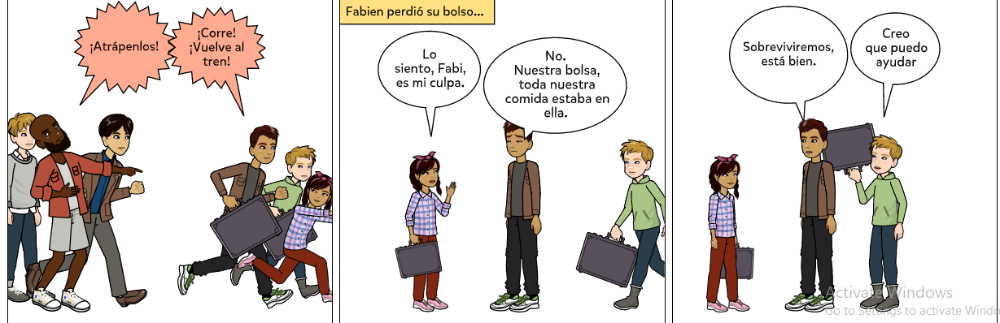 ¡Atrápenlos!
¡Corre!
¡Vuelve al
tren!
Fabien perdió su bolso...
Lo
siento, Fabi,
es mi culpa.
No.
Nuestra bolsa,
toda nuestra
comida estaba en
ella.
Sobreviviremos,
está bien.
Creo
que puedo
ayudar
Activate Windows
Go to Settings to activate Windo